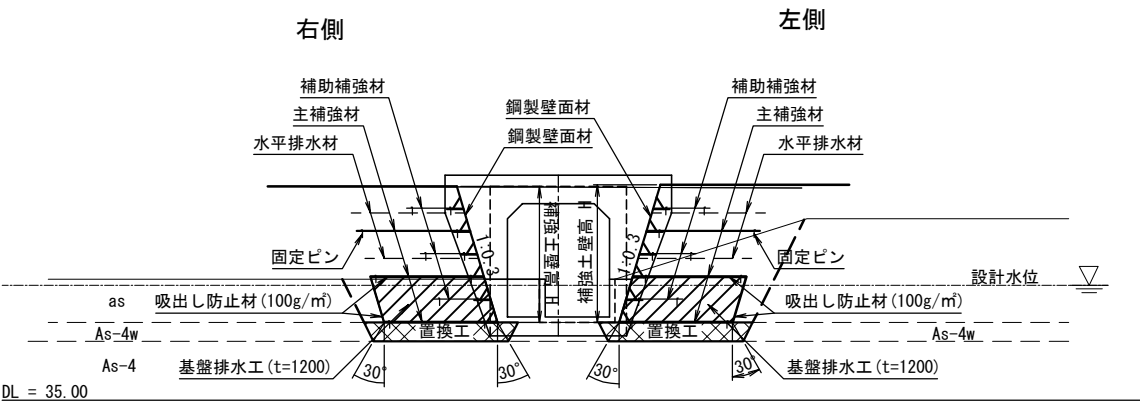 右側
左側
補助補強材
主補強材
水平排水材
鋼製壁面材
鋼製壁面材
補助補強材
主補強材
水平排水材
1:0.3
補強土壁高 H
補強土壁高 H
1:0.3
固定ピン
固定ピン
設計水位
as
吸出し防止材(100g/㎡)
吸出し防止材(100g/㎡)
As-4w
置換工
置換工
As-4w
As-4
基盤排水工(t=1200)
30°
30°
30°
30°
基盤排水工(t=1200)
DL = 35.00